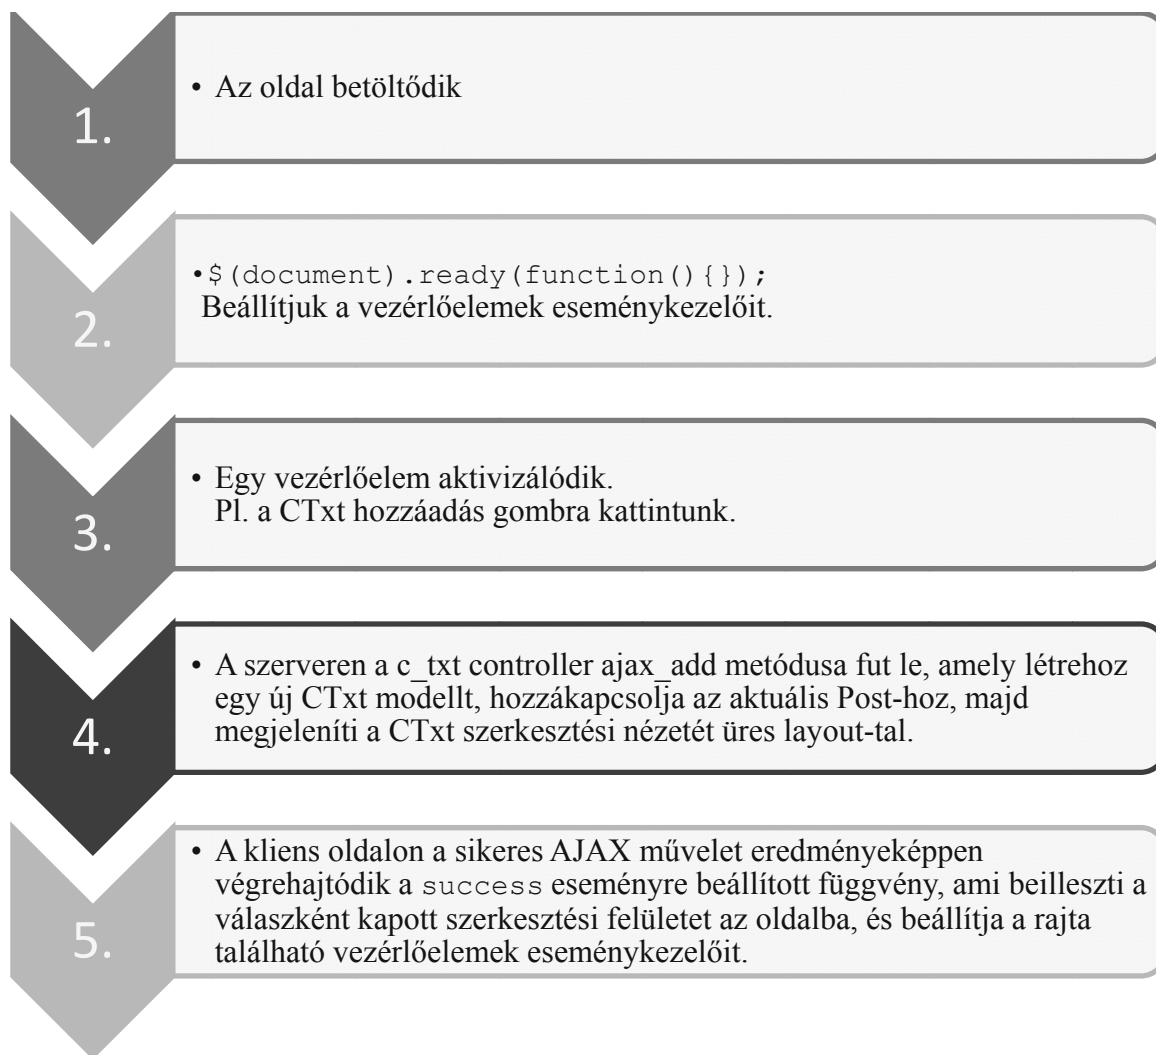 1.
• Az oldal betöltődik
2.
•$(document).ready(function(){});
Beállítjuk a vezérlőelemek eseménykezelőit.
3.
• Egy vezérlőelem aktivizálódik.
Pl. a CTxt hozzáadás gombra kattintunk.
4.
• A szerveren a c_txt controller ajax_add metódusa fut le, amely létrehoz
egy új CTxt modellt, hozzákapcsolja az aktuális Post-hoz, majd
megjeleníti a CTxt szerkesztési nézetét üres layout-tal.
5.
• A kliens oldalon a sikeres AJAX művelet eredményeképpen
végrehajtódik a success eseményre beállított függvény, ami beilleszti a
válaszként kapott szerkesztési felületet az oldalba, és beállítja a rajta
található vezérlőelemek eseménykezelőit.